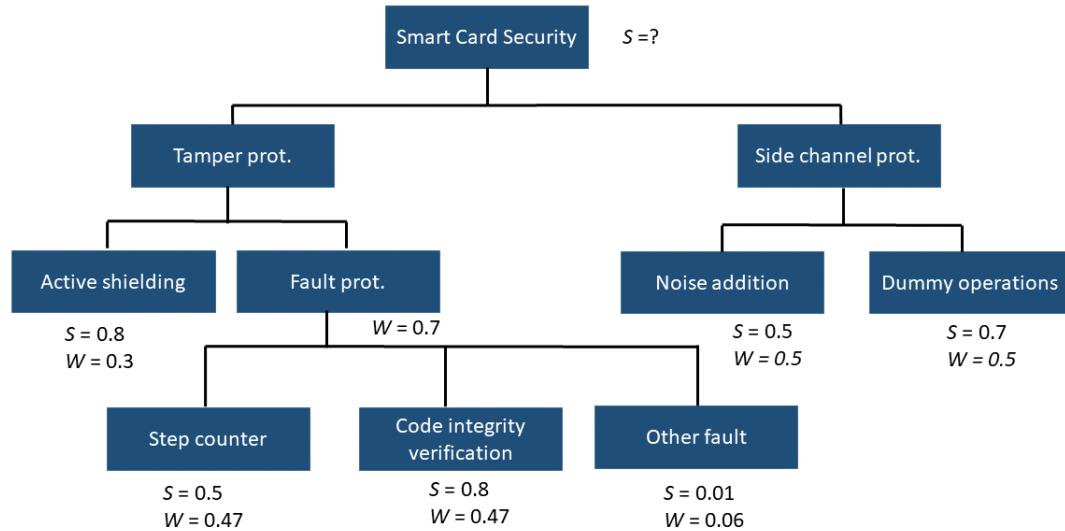 Smart Card Security
S =?
Tamper prot.
Side channel prot.
Active shielding
Fault prot.
Noise addition
Dummy operations
S = 0.8
W = 0.3
W = 0.7
S = 0.5
W = 0.5
S = 0.7
W = 0.5
Step counter
Code integrity
verification
Other fault
S = 0.5
W = 0.47
S = 0.8
W = 0.47
S = 0.01
W = 0.06